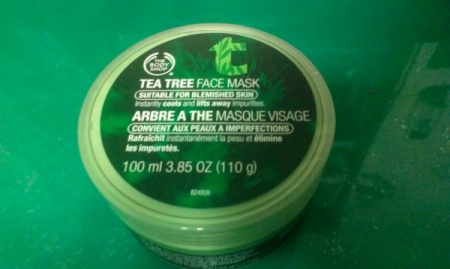 THE
BODY
SHOP
TEA TREE FACE MASK
SUITABLE FOR BLEMISHED SKIN
Instantly cools and lifts away impurities.
ARBRE A THE MASQUE VISAGE
CONVIENT AUX PEAUX A IMPERFECTIONS
Rafraîchit instantanément la peau et élimine
les impuretés.
100 ml 3.85 OZ (110 g)